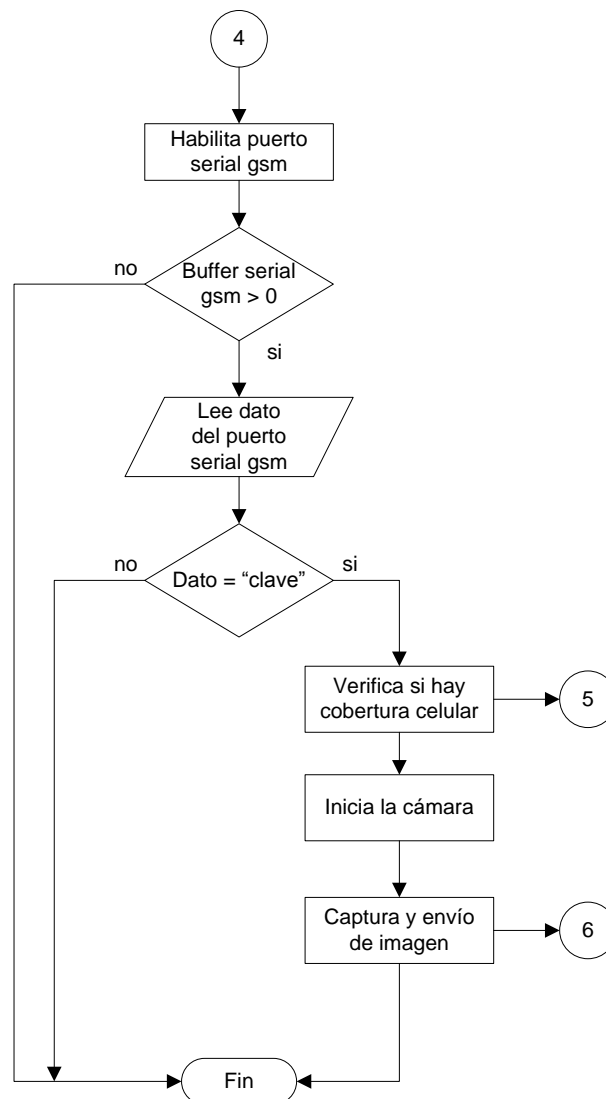 4
Habilita puerto
serial gsm
no
Buffer serial
gsm > 0
si
Lee dato
del puerto
serial gsm
no
Dato = “clave”
si
Verifica si hay
cobertura celular
5
Inicia la cámara
Captura y envío
de imagen
6
Fin